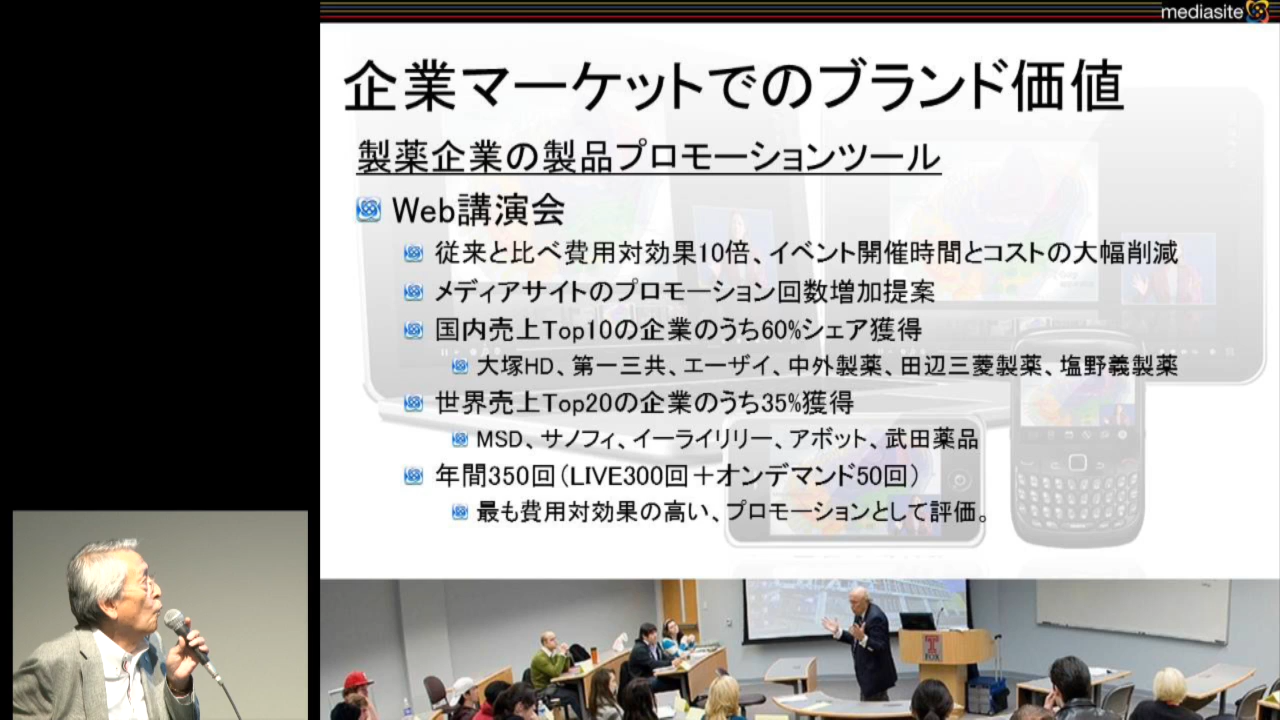 mediasite
企業マーケットでのブランド価値
製薬企業の製品プロモーションツール
Web講演会
従来と比べ費用対効果10倍、イベント開催時間とコストの大幅削減
メディアサイトのプロモーション回数増加提案
国内売上Top10の企業のうち60%シェア獲得
大塚HD、第一三共、エーザイ、中外製薬、田辺三菱製薬、塩野義製薬
世界売上Top20の企業のうち35%獲得
MSD、サノフィ、イーライリリー、アボット、武田薬品
年間350回（LIVE300回＋オンデマンド50回）
最も費用対効果の高い、プロモーションとして評価。
FOX